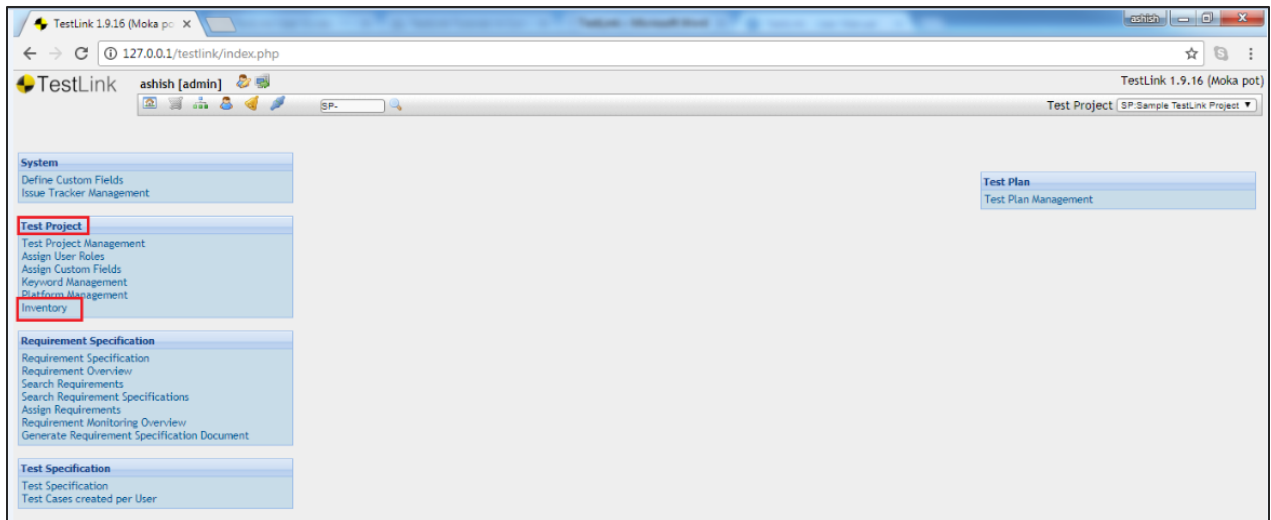 TestLink 1.9.16 (Moka po
ashish
127.0.0.1/testlink/index.php
TestLink
ashish [admin]
TestLink 1.9.16 (Moka pot)
SP-
Test Project SP:Sample TestLink Project
System
Define Custom Fields
Issue Tracker Management
Test Plan
Test Plan Management
Test Project
Test Project Management
Assign User Roles
Assign Custom Fields
Keyword Management
Platform Management
Inventory
Requirement Specification
Requirement Specification
Requirement Overview
Search Requirements
Search Requirement Specifications
Assign Requirements
Requirement Monitoring Overview
Generate Requirement Specification Document
Test Specification
Test Specification
Test Cases created per User